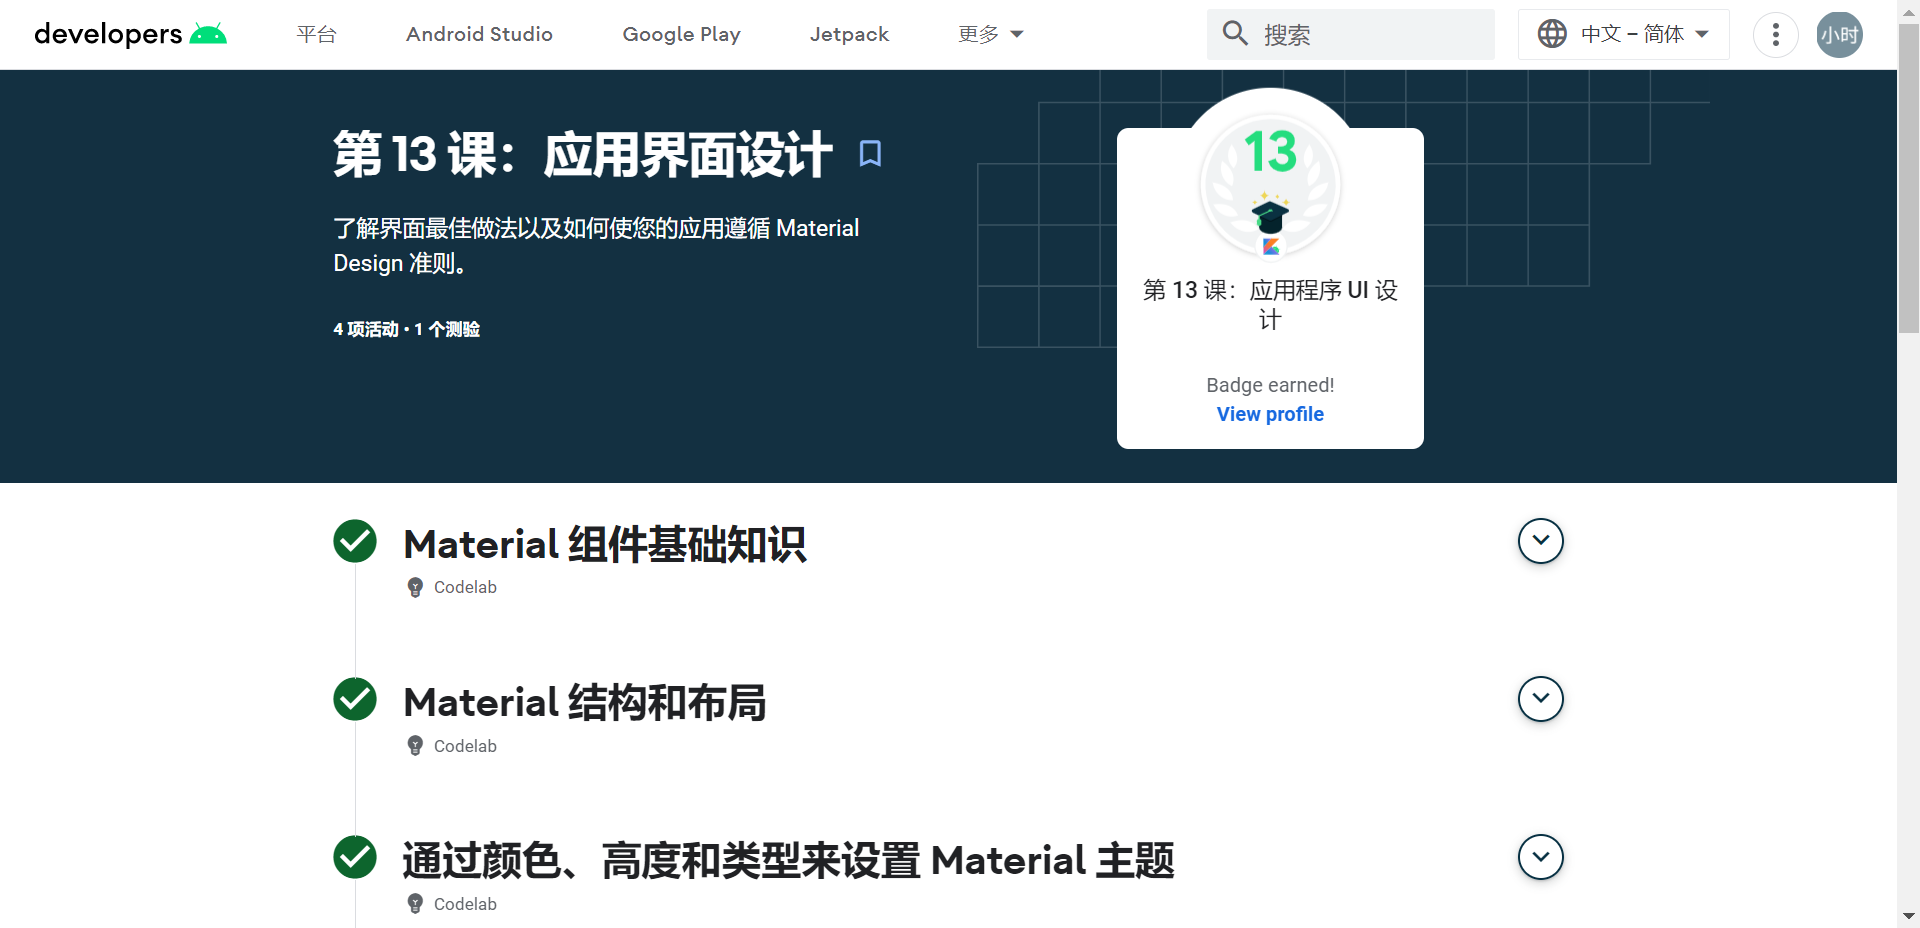 developers
平台
Android Studio
Google Play
Jetpack
更多
搜索
中文 – 简体
小时
第 13 课：应用界面设计
了解界面最佳做法以及如何使您的应用遵循 Material
Design 准则。
4 项活动 • 1 个测验
13
第 13 课：应用程序 UI 设
计
Badge earned!
View profile
Material 组件基础知识
Codelab
Material 结构和布局
Codelab
通过颜色、高度和类型来设置 Material 主题
Codelab